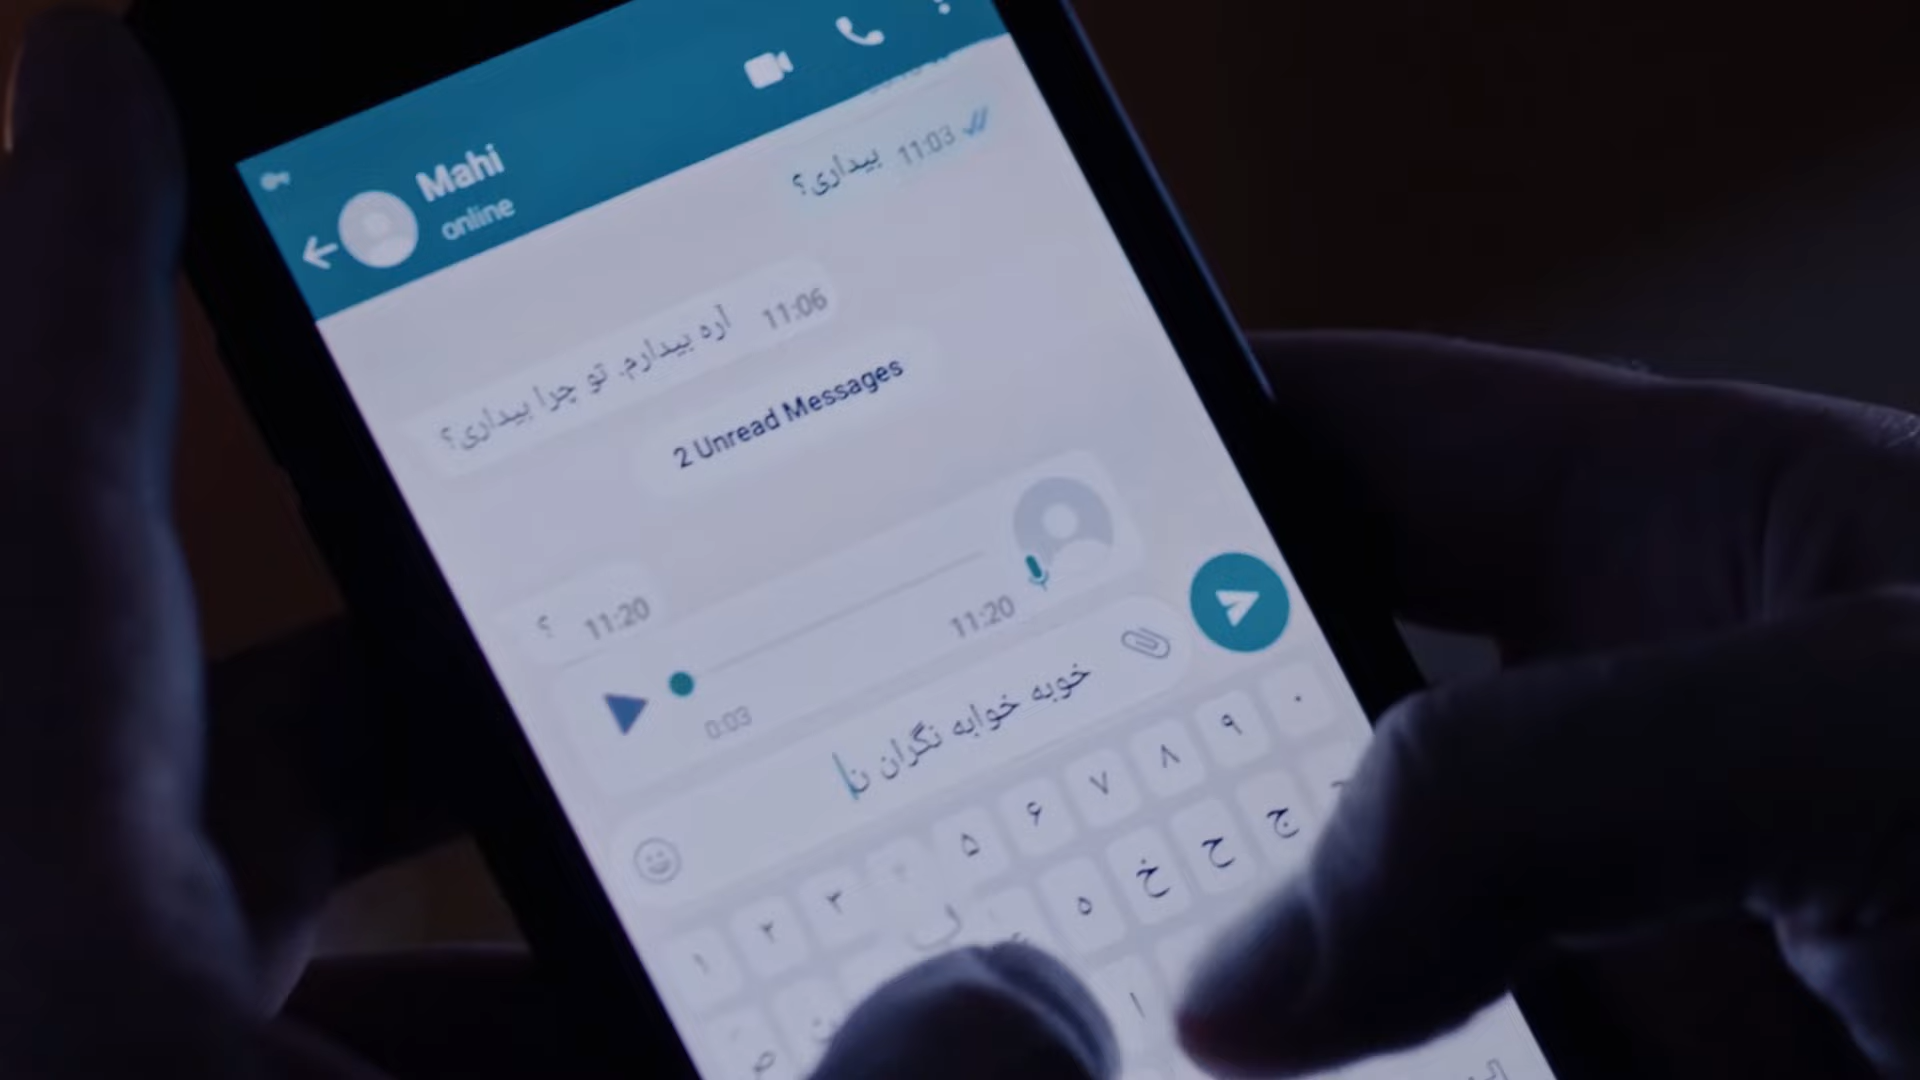 Mahi
online
بیداری؟ 11:03
آره بیدارم. تو چرا بیداری؟ 11:06
2 Unread Messages
؟ 11:20
0:03 11:20
خوبه خوابه نگران ن
۱ ۲ ۳ ۵ ۶ ۷ ۸ ۹ ۰
ه خ ح ج
ص ا